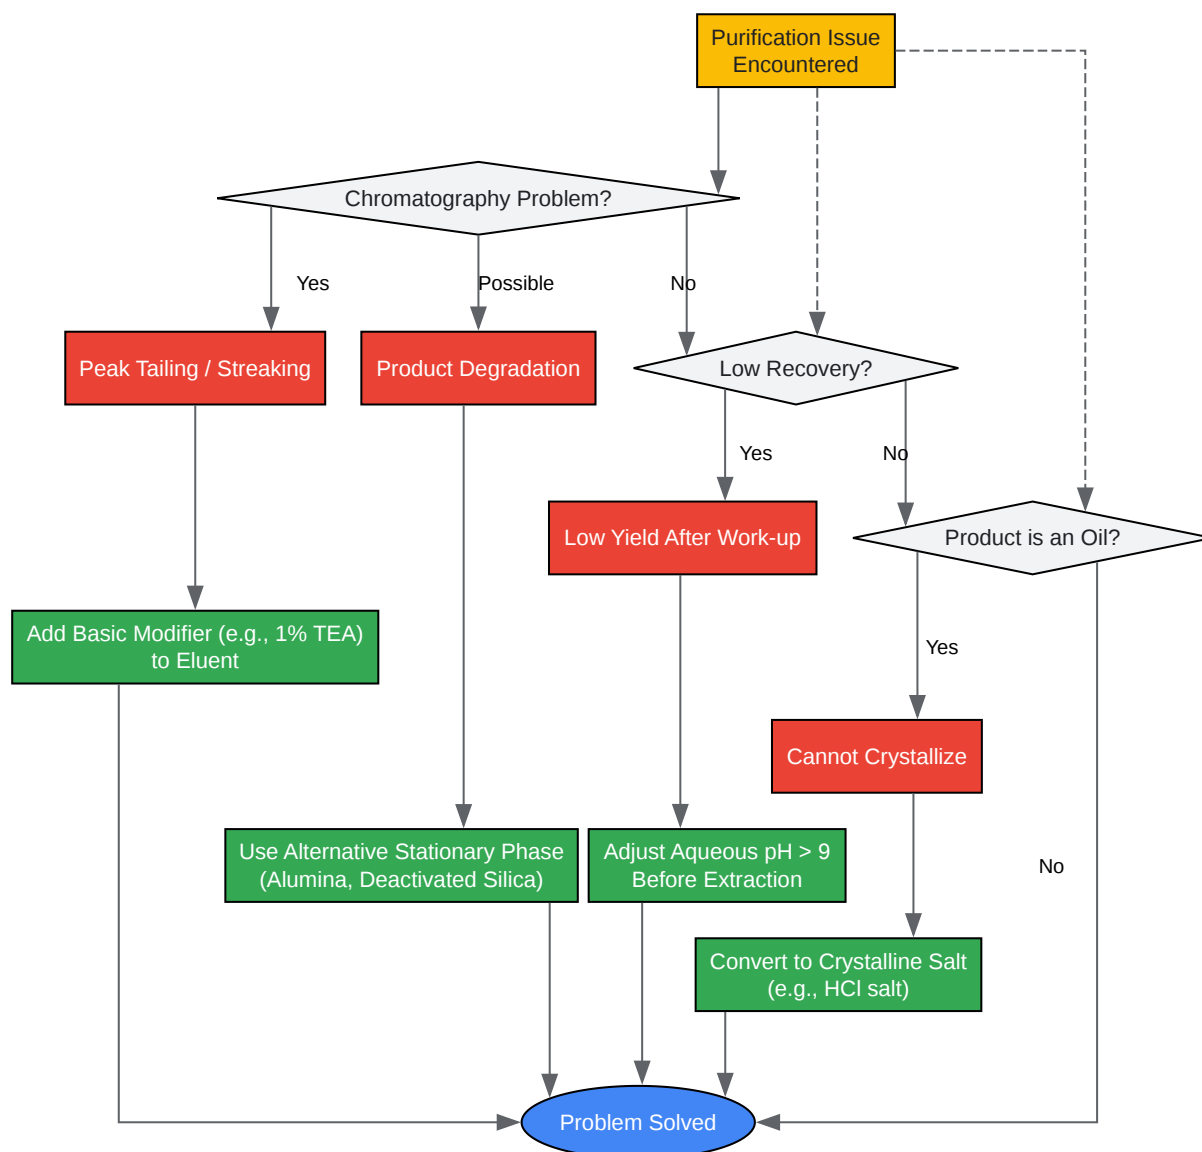 Purification Issue
Encountered
Chromatography Problem?
Yes
Possible
No
Peak Tailing / Streaking
Product Degradation
Low Recovery?
Yes
No
Low Yield After Work-up
Product is an Oil?
Add Basic Modifier (e.g., 1% TEA)
to Eluent
Yes
Cannot Crystallize
Use Alternative Stationary Phase
(Alumina, Deactivated Silica)
Adjust Aqueous pH > 9
Before Extraction
No
Convert to Crystalline Salt
(e.g., HCl salt)
Problem Solved